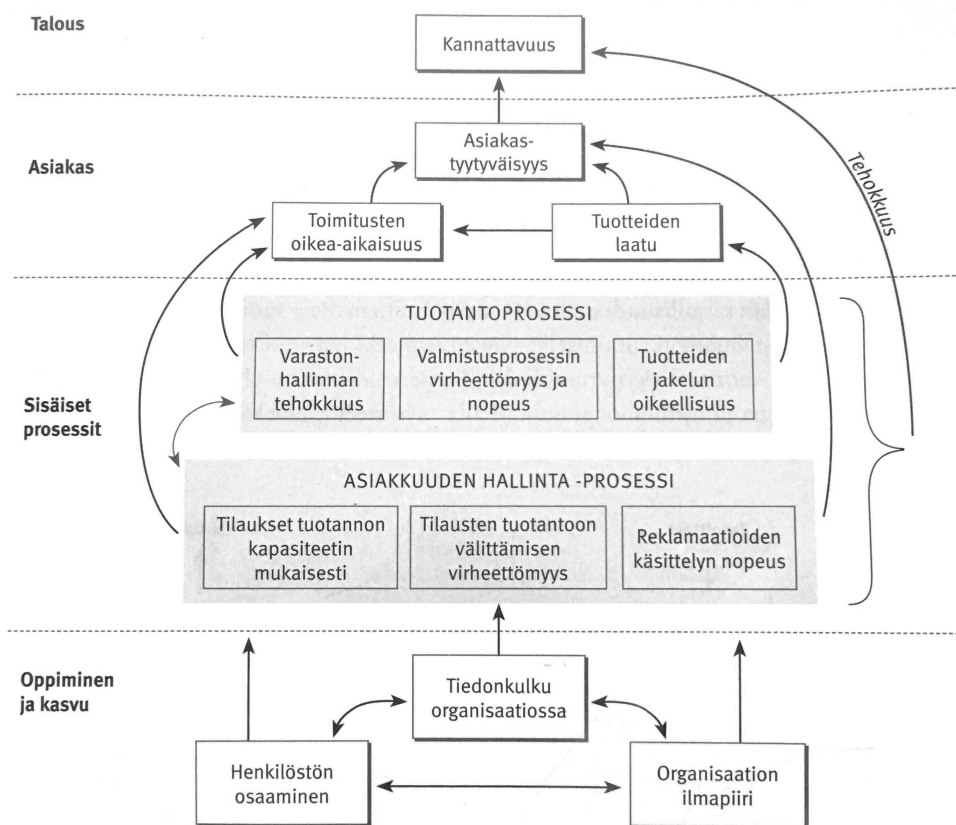 Talous
Kannattavuus
Asiakas
Asiakas-
tyytyväisyys
Tehokkuus
Toimitusten
oikea-aikaisuus
Tuotteiden
laatu
Sisäiset
prosessit
TUOTANTOPROSESSI
Varaston-
hallinnan
tehokkuus
Valmistusprosessin
virheettömyys ja
nopeus
Tuotteiden
jakelun
oikeellisuus
ASIAKKUUDEN HALLINTA -PROSESSI
Tilaukset tuotannon
kapasiteetin
mukaisesti
Tilausten tuotantoon
välittämisen
virheettömyys
Reklamaatioiden
käsittelyn nopeus
Oppiminen
ja kasvu
Tiedonkulku
organisaatiossa
Henkilöstön
osaaminen
Organisaation
ilmapiiri